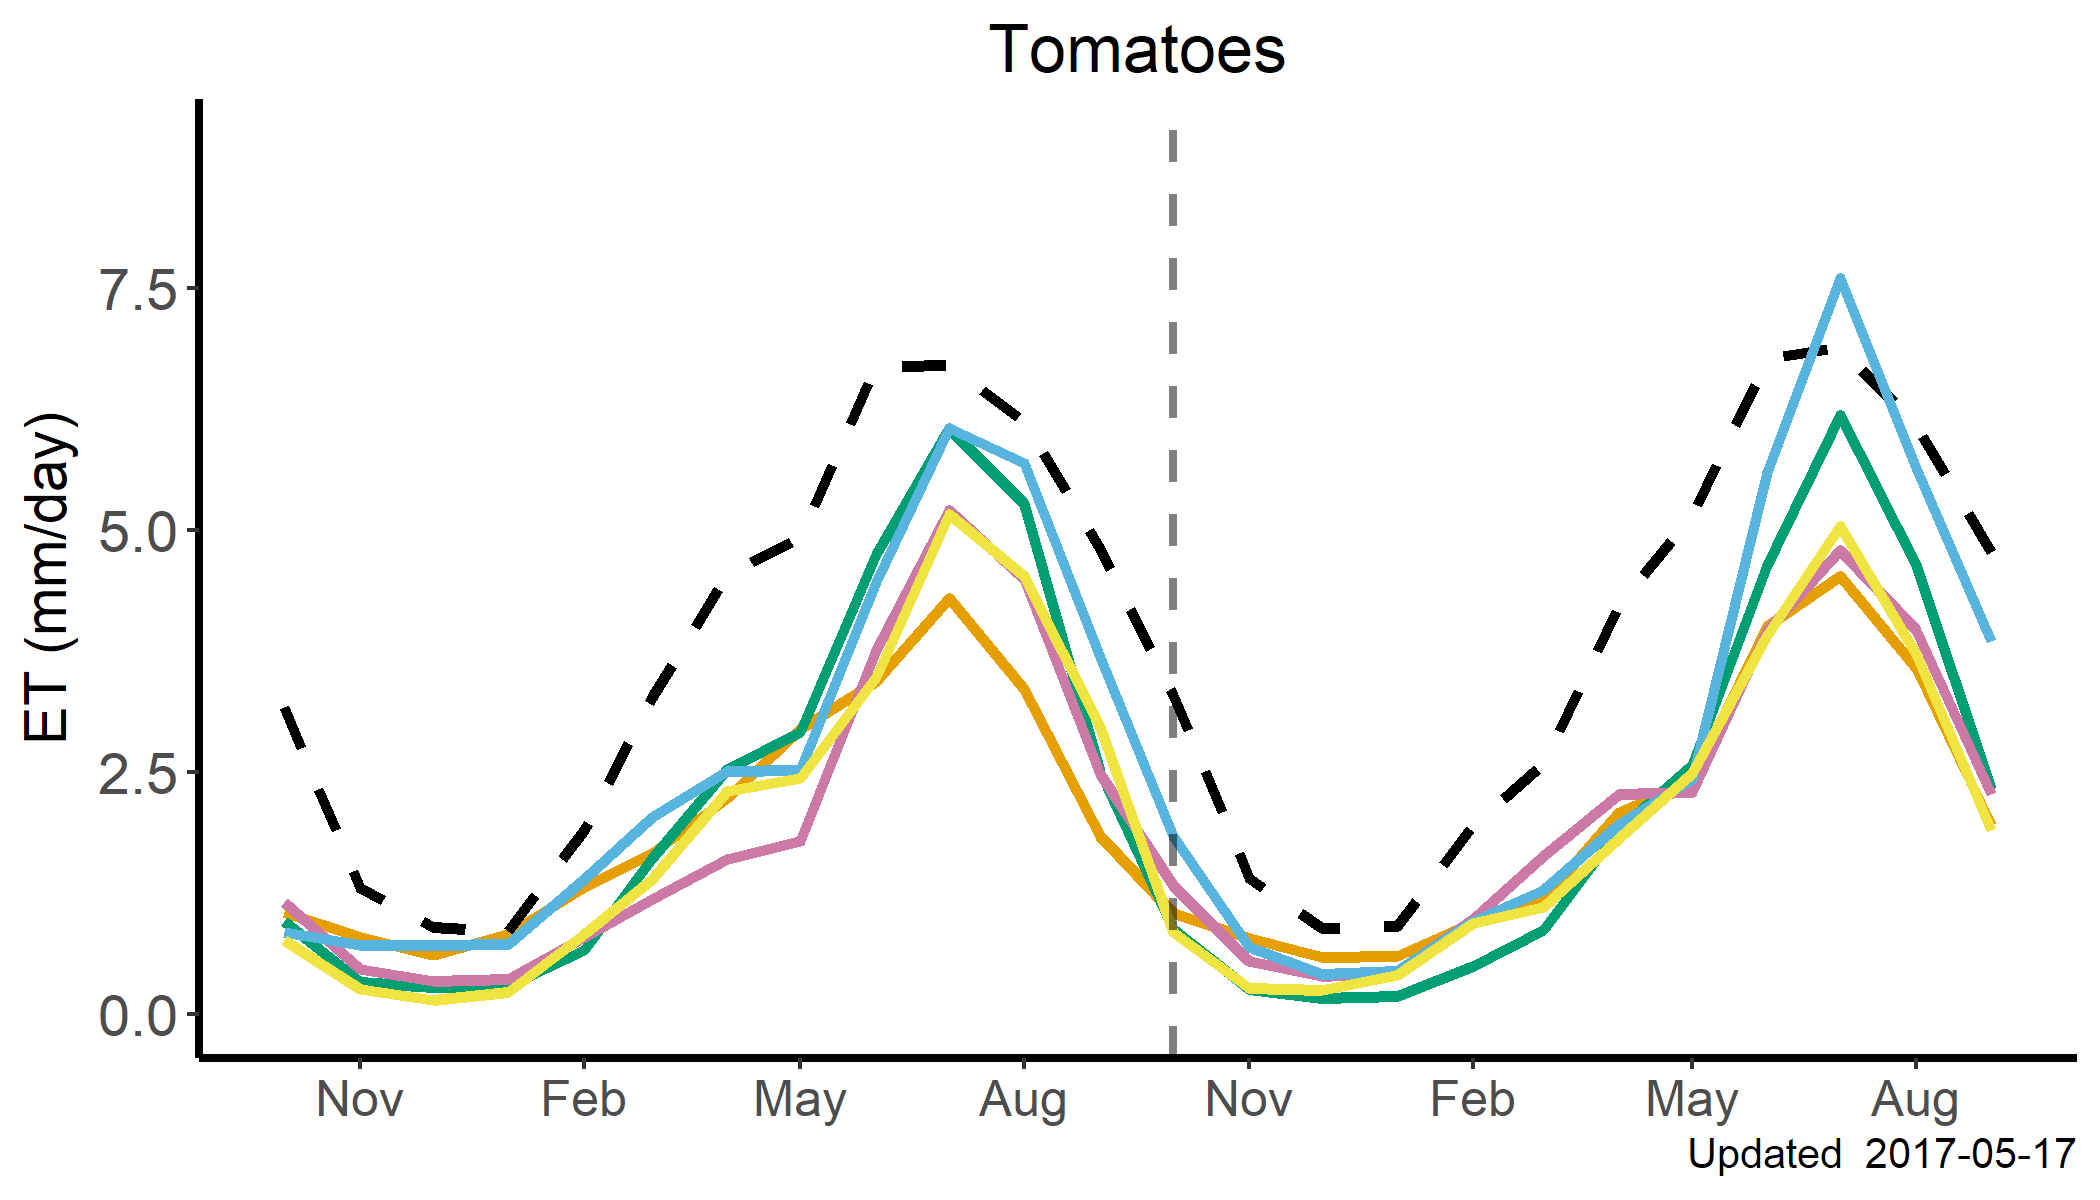 Tomatoes
ET (mm/day)
7.5
5.0
2.5
0.0
Nov Feb May Aug Nov Feb May Aug
Updated 2017-05-17